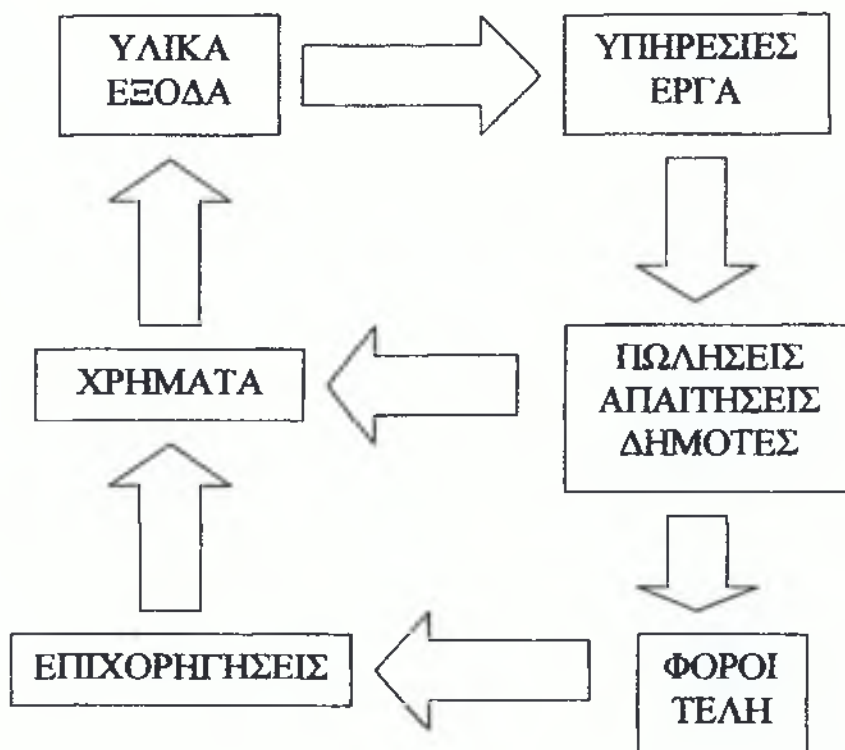 ΥΛΙΚΑ
ΕΞΟΔΑ
ΥΠΗΡΕΣΙΕΣ
ΕΡΓΑ
ΧΡΗΜΑΤΑ
ΠΩΛΗΣΕΙΣ
ΑΠΑΙΤΗΣΕΙΣ
ΔΗΜΟΤΕΣ
ΕΠΙΧΟΡΗΓΗΣΕΙΣ
ΦΟΡΟΙ
ΤΕΛΗ